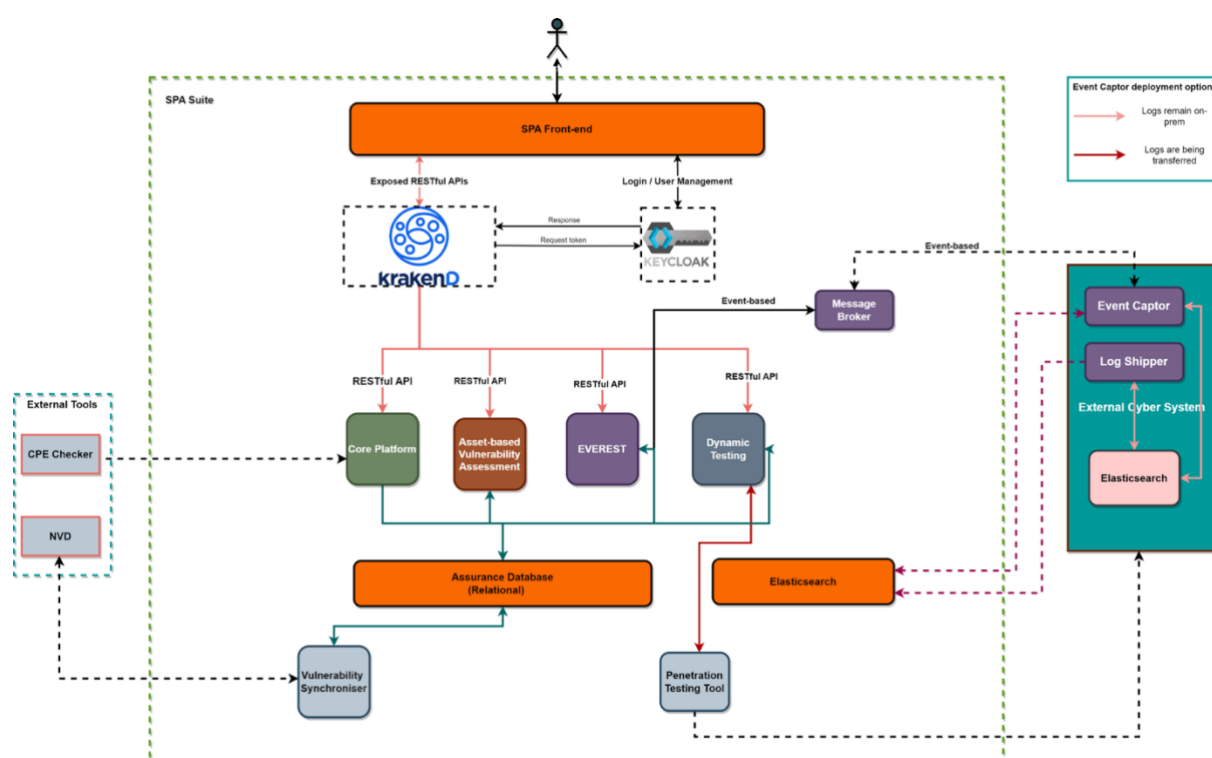 SPA Suite
SPA Front-end
Event Captor deployment option
Logs remain on-
prem
Logs are being
transferred
Exposed RESTful APIs
Login / User Management
Response
Request token
krakenD
KEYCLOAK
Event-based
Event-based
Message
Broker
Event Captor
Log Shipper
External Cyber System
Elasticsearch
RESTful API
RESTful API
RESTful API
RESTful API
External Tools
CPE Checker
NVD
Core Platform
Asset-based
Vulnerability
Assessment
EVEREST
Dynamic
Testing
Assurance Database
(Relational)
Elasticsearch
Vulnerability
Synchroniser
Penetration
Testing Tool